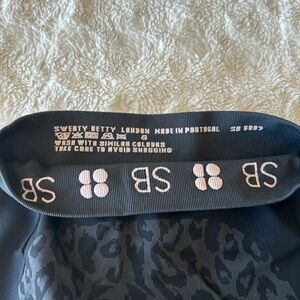 SWEATY BETTY LONDON MADE IN PORTUGAL SB 6007
S
WASH WITH SIMILAR COLOURS
TAKE CARE TO AVOID SNAGGING
SB SB SB